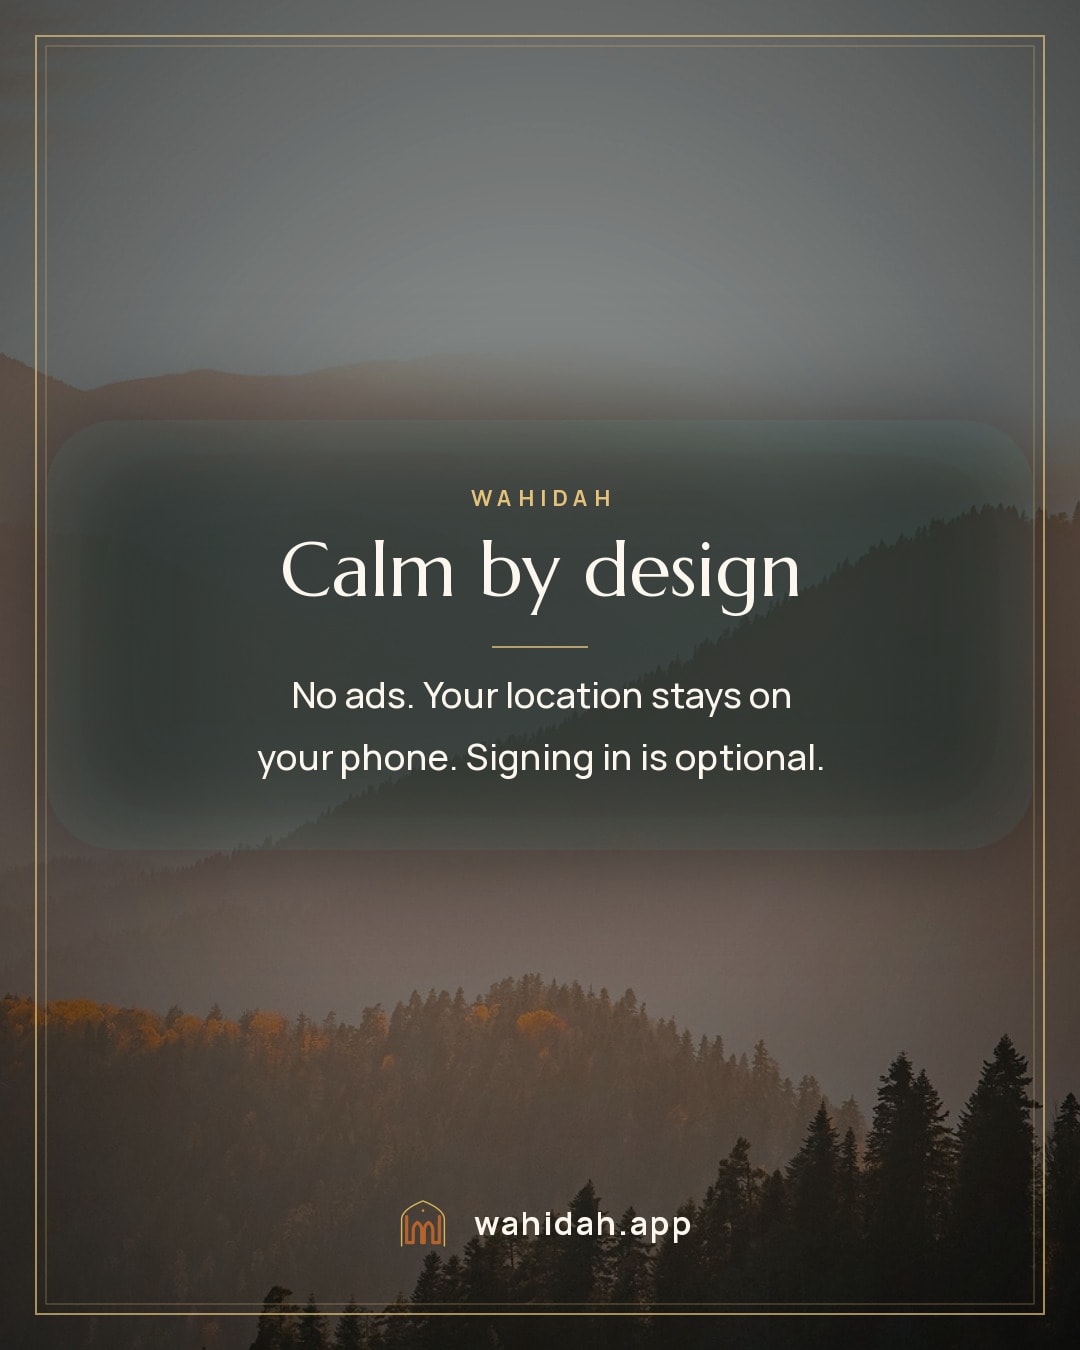 WAHIDAH
Calm by design
No ads. Your location stays on
your phone. Signing in is optional.
wahidah.app